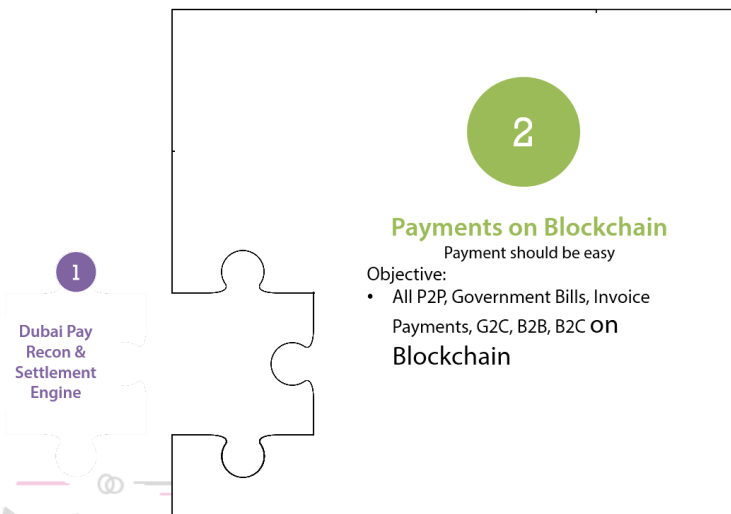 1
Dubai Pay
Recon &
Settlement
Engine
2
Payments on Blockchain
Payment should be easy
Objective:
• All P2P, Government Bills, Invoice
Payments, G2C, B2B, B2C on
Blockchain